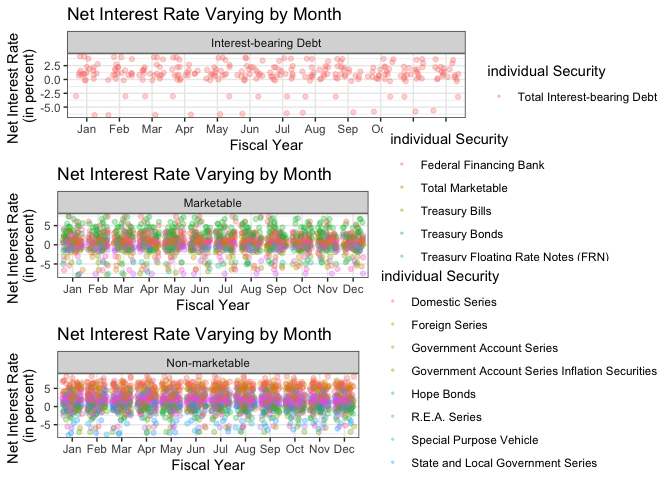 Net Interest Rate Varying by Month
Interest-bearing Debt
Net Interest Rate
(in percent)
2.5
0.0
-2.5
-5.0
Jan Feb Mar Apr May Jun Jul Aug Sep Oc
Fiscal Year
individual Security
Total Interest-bearing Debt
Net Interest Rate Varying by Month
Marketable
Net Interest Rate
(in percent)
5
0
-5
Jan Feb Mar Apr May Jun Jul Aug Sep Oct Nov Dec
Fiscal Year
individual Security
Federal Financing Bank
Total Marketable
Treasury Bills
Treasury Bonds
Treasury Floating Rate Notes (FRN)
Net Interest Rate Varying by Month
Non-marketable
Net Interest Rate
(in percent)
5
0
-5
Jan Feb Mar Apr May Jun Jul Aug Sep Oct Nov Dec
Fiscal Year
individual Security
Domestic Series
Foreign Series
Government Account Series
Government Account Series Inflation Securities
Hope Bonds
R.E.A. Series
Special Purpose Vehicle
State and Local Government Series